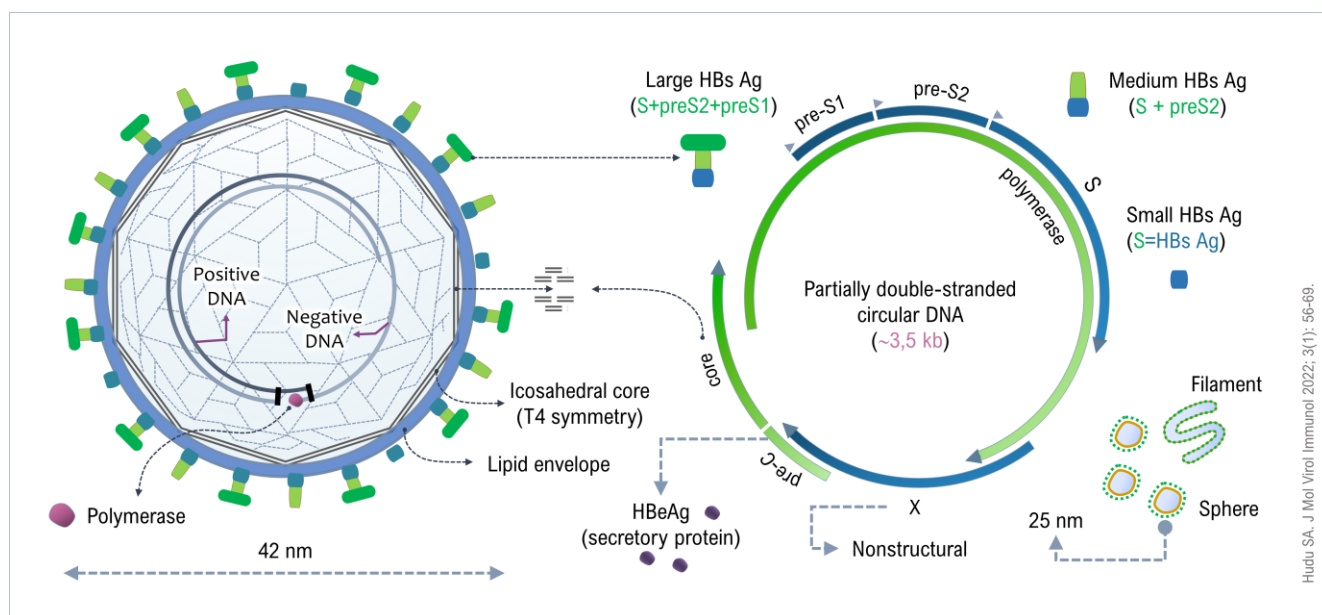 Large HBs Ag
(S+preS2+preS1)
pre-S1
pre-S2
Medium HBs Ag
(S + preS2)
S
polymerase
Small HBs Ag
(S=HBs Ag)
Positive
DNA
Negative
DNA
Partially double-stranded
circular DNA
(~3,5 kb)
core
Icosahedral core
(T4 symmetry)
Lipid envelope
pre-C
Filament
Polymerase
HBeAg
(secretory protein)
X
Nonstructural
25 nm
Sphere
42 nm
Hudu SA. J Mol Virol Immunol 2022; 3(1): 56-69.